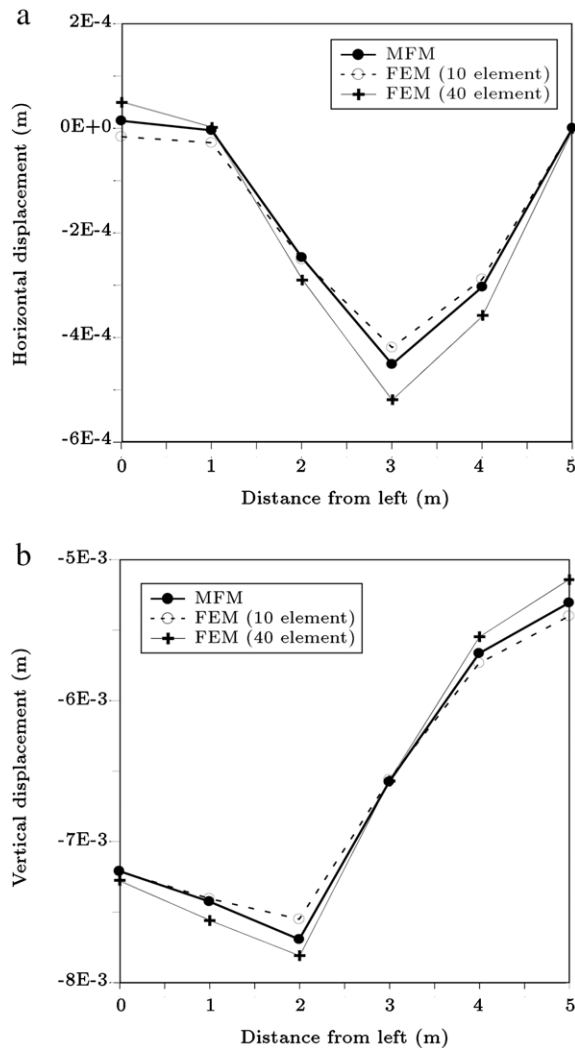 a
2E-4
0E+0
-2E-4
-4E-4
-6E-4
Horizontal displacement (m)
MFM
FEM (10 element)
FEM (40 element)
0 1 2 3 4 5
Distance from left (m)
b
-5E-3
-6E-3
-7E-3
-8E-3
Vertical displacement (m)
MFM
FEM (10 element)
FEM (40 element)
0 1 2 3 4 5
Distance from left (m)